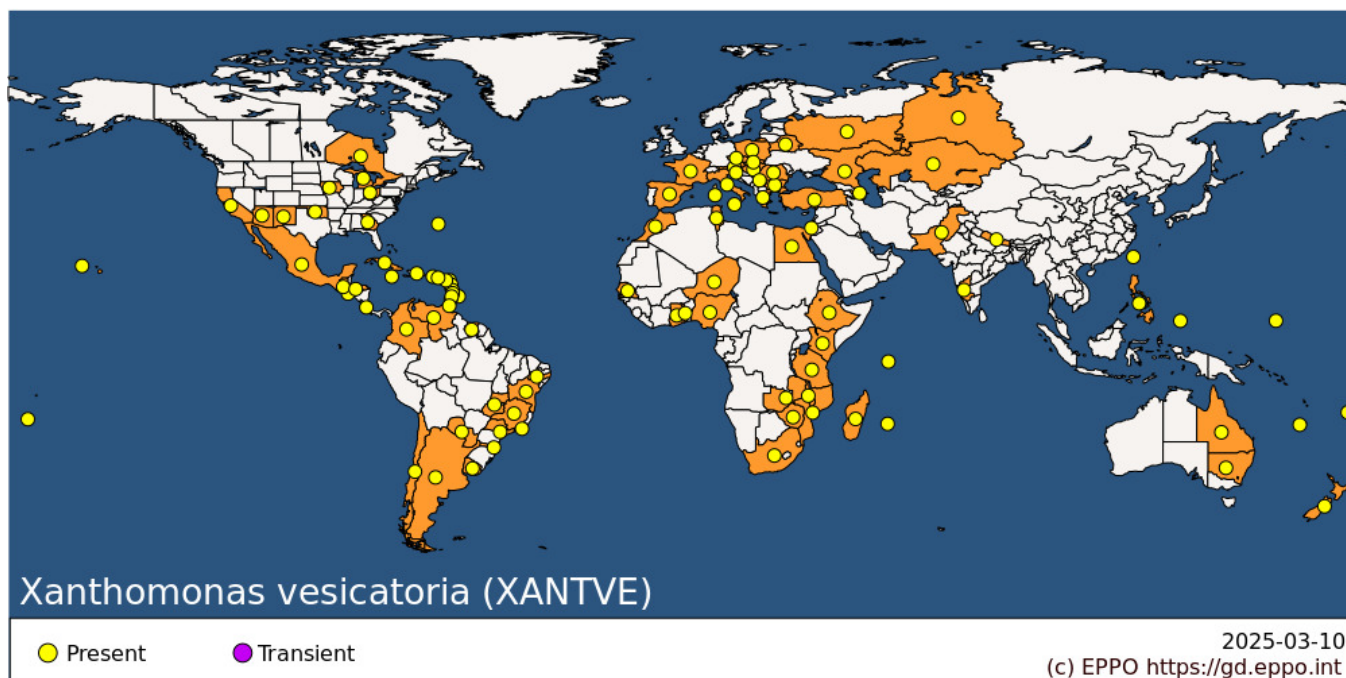 Xanthomonas vesicatoria (XANTVE)
Present
Transient
2025-03-10
(c) EPPO https://gd.eppo.int